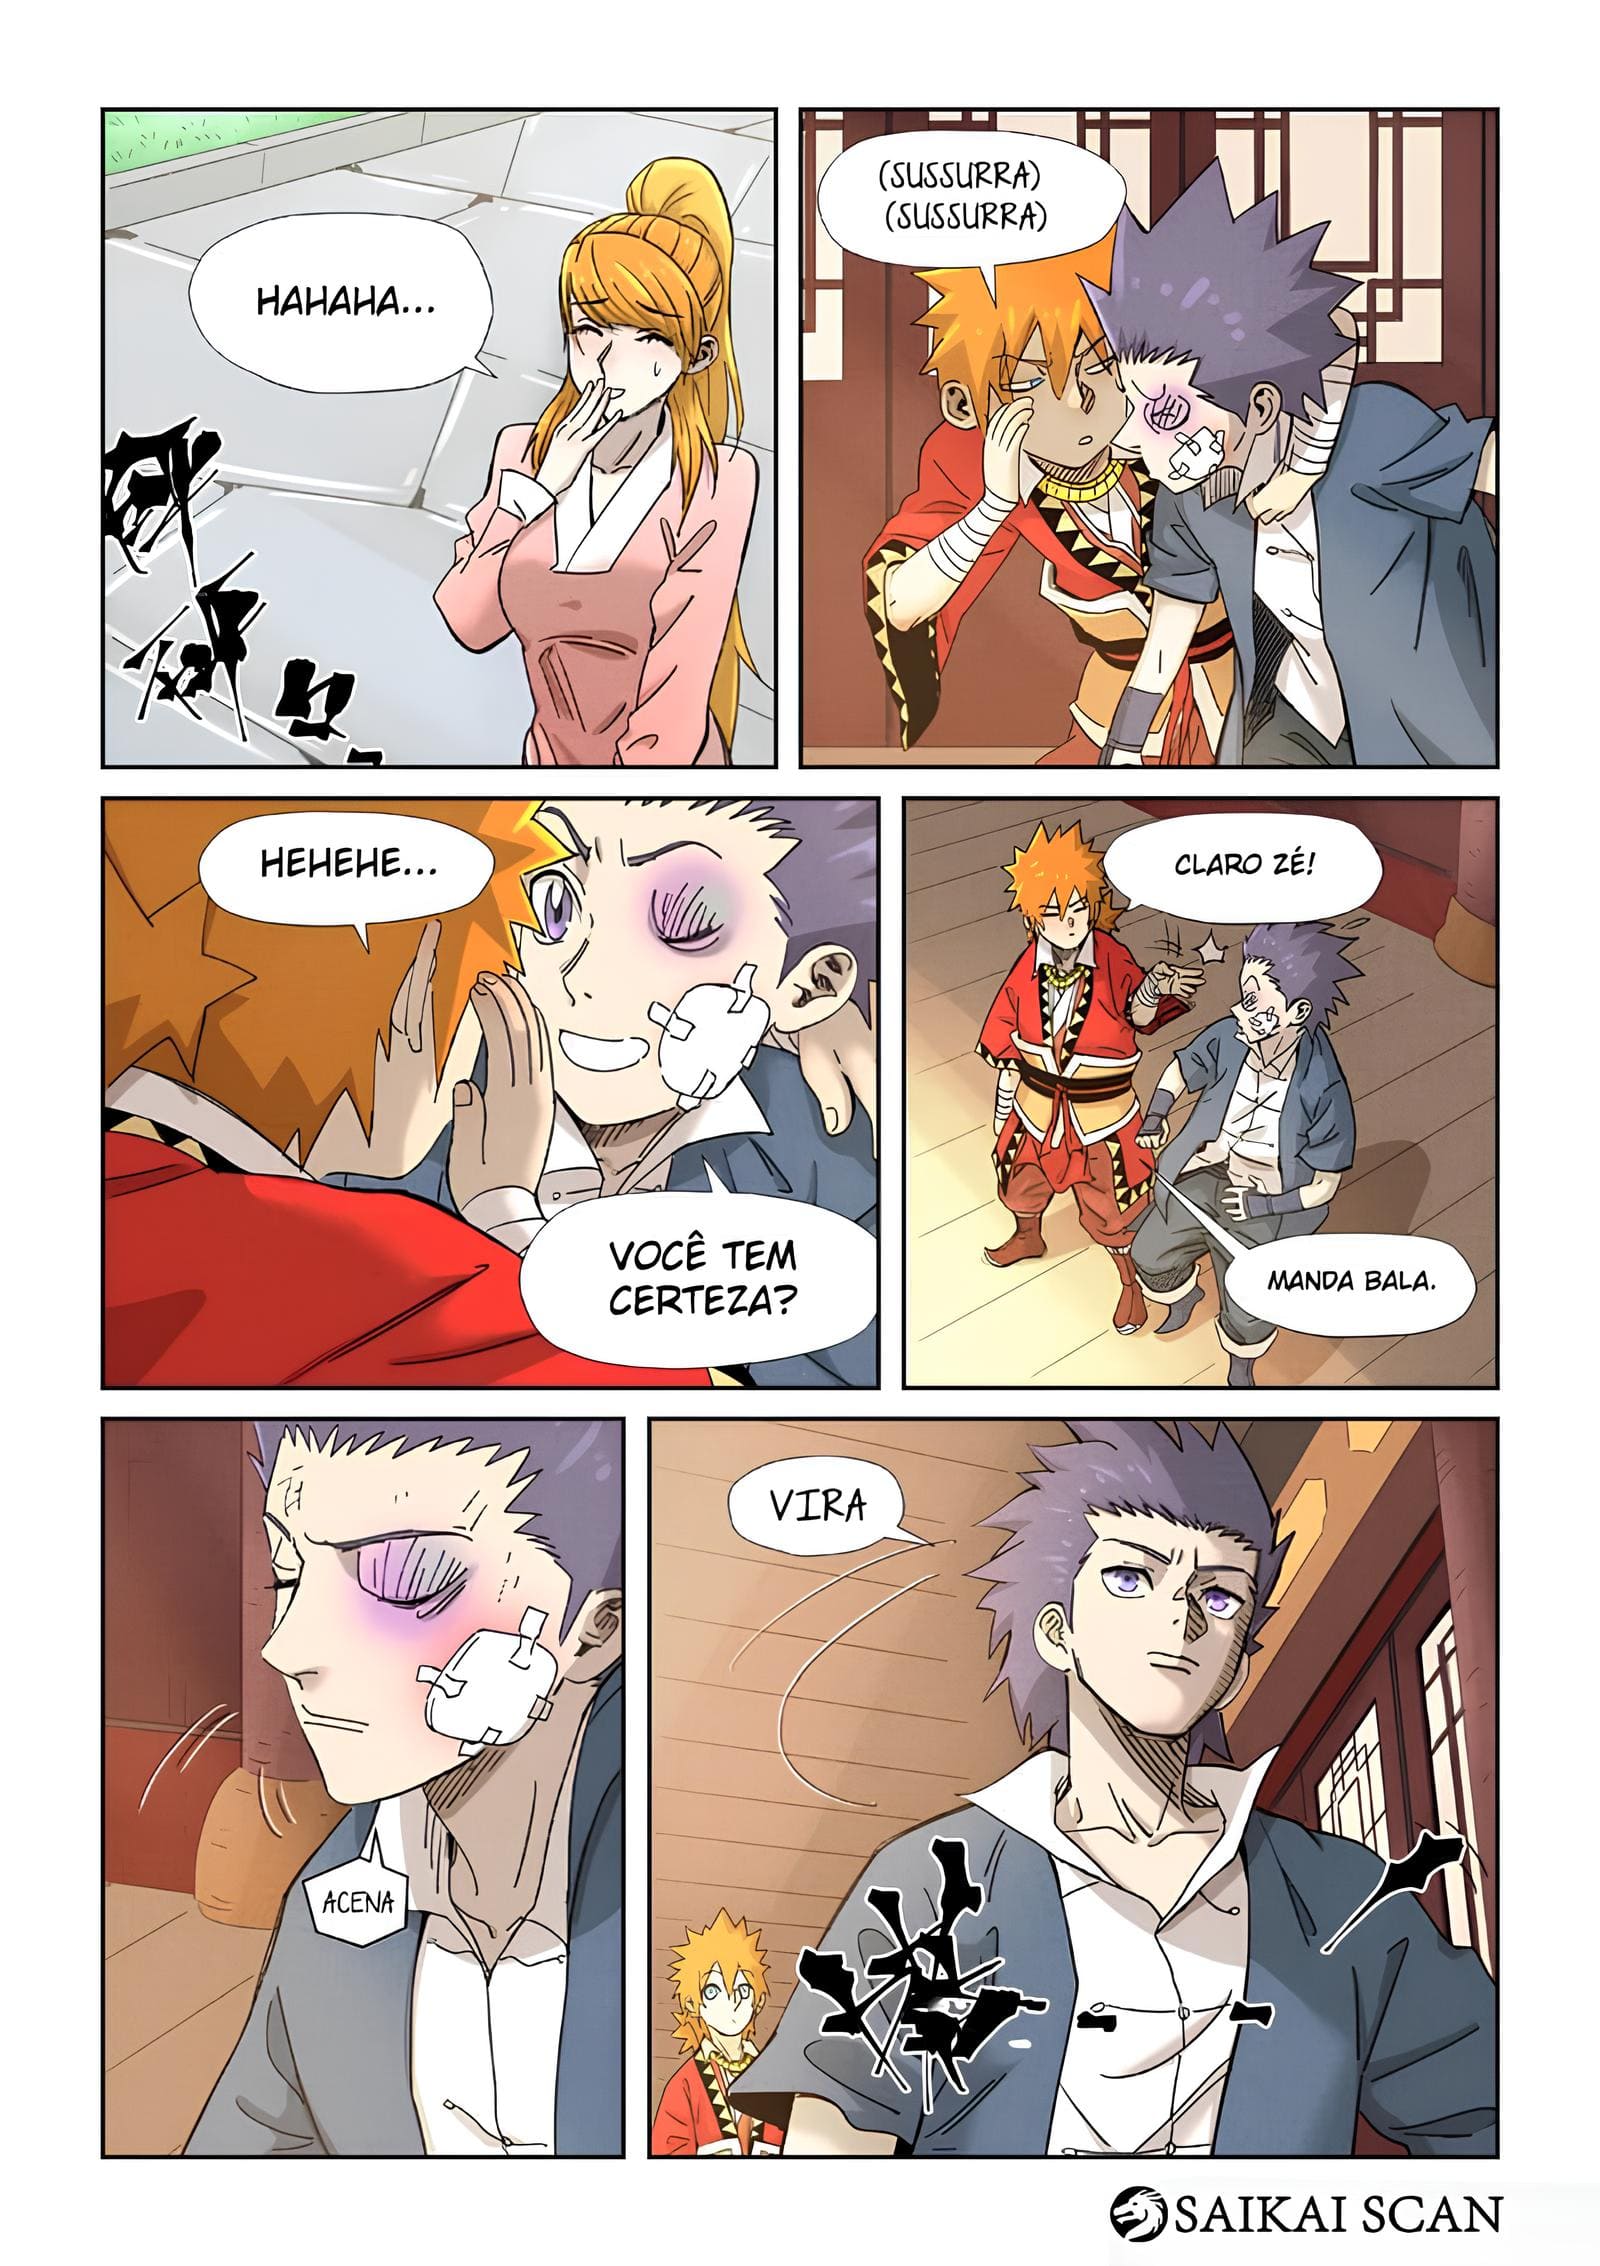 HAHAHA...
(SUSSURRA)
(SUSSURRA)
HEHEHE...
VOCÊ TEM
CERTEZA?
CLARO ZÉ!
MANDA BALA.
ACENA
VIRA
SAIKAI SCAN